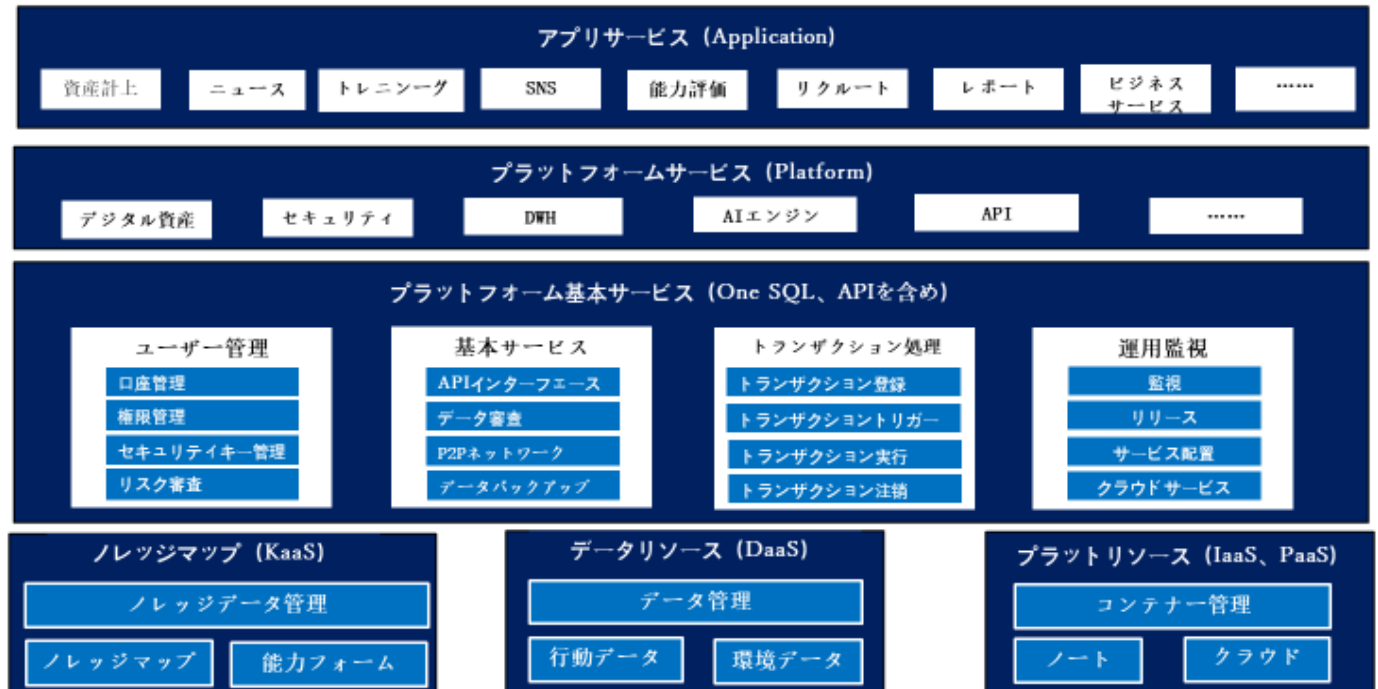 アプリサービス (Application)
資産計上 ニュース トレニンーグ SNS 能力評価 リクルート レポート ビジネス ……
サービス
プラットフォームサービス (Platform)
デジタル資産 セキュリティ DWH AIエンジン API ……
プラットフォーム基本サービス (One SQL、APIを含め)
ユーザー管理
口座管理
権限管理
セキュリテイキー管理
リスク審査
基本サービス
APIインターフエース
データ審査
P2Pネットワーク
データバックアップ
トランザクション処理
トランザクション登録
トランザクショントリガー
トランザクション実行
トランザクション注銷
運用監視
監視
リリース
サービス配置
クラウドサービス
ノレッジマップ (KaaS)
ノレッジデータ管理
ノレッジマップ 能力フォーム
データリソース (DaaS)
データ管理
行動データ 環境データ
プラットリソース (IaaS、PaaS)
コンテナー管理
ノート クラウド